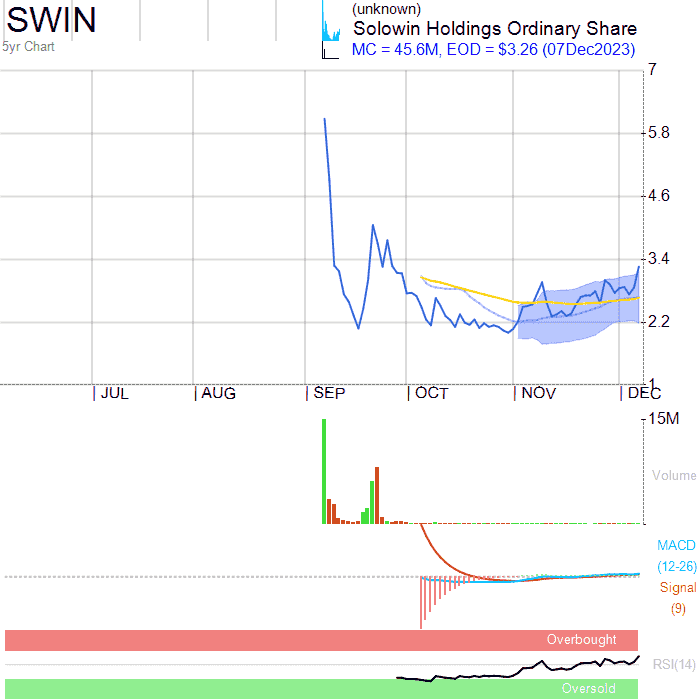 SWIN
5yr Chart
(unknown)
Solowin Holdings Ordinary Share
MC = 45.6M, EOD = $3.26 (07Dec2023)
7
5.8
4.6
3.4
2.2
1
JUL AUG SEP OCT NOV DEC
15M
Volume
MACD
(12-26)
Signal
(9)
Overbought
RSI(14)
Oversold